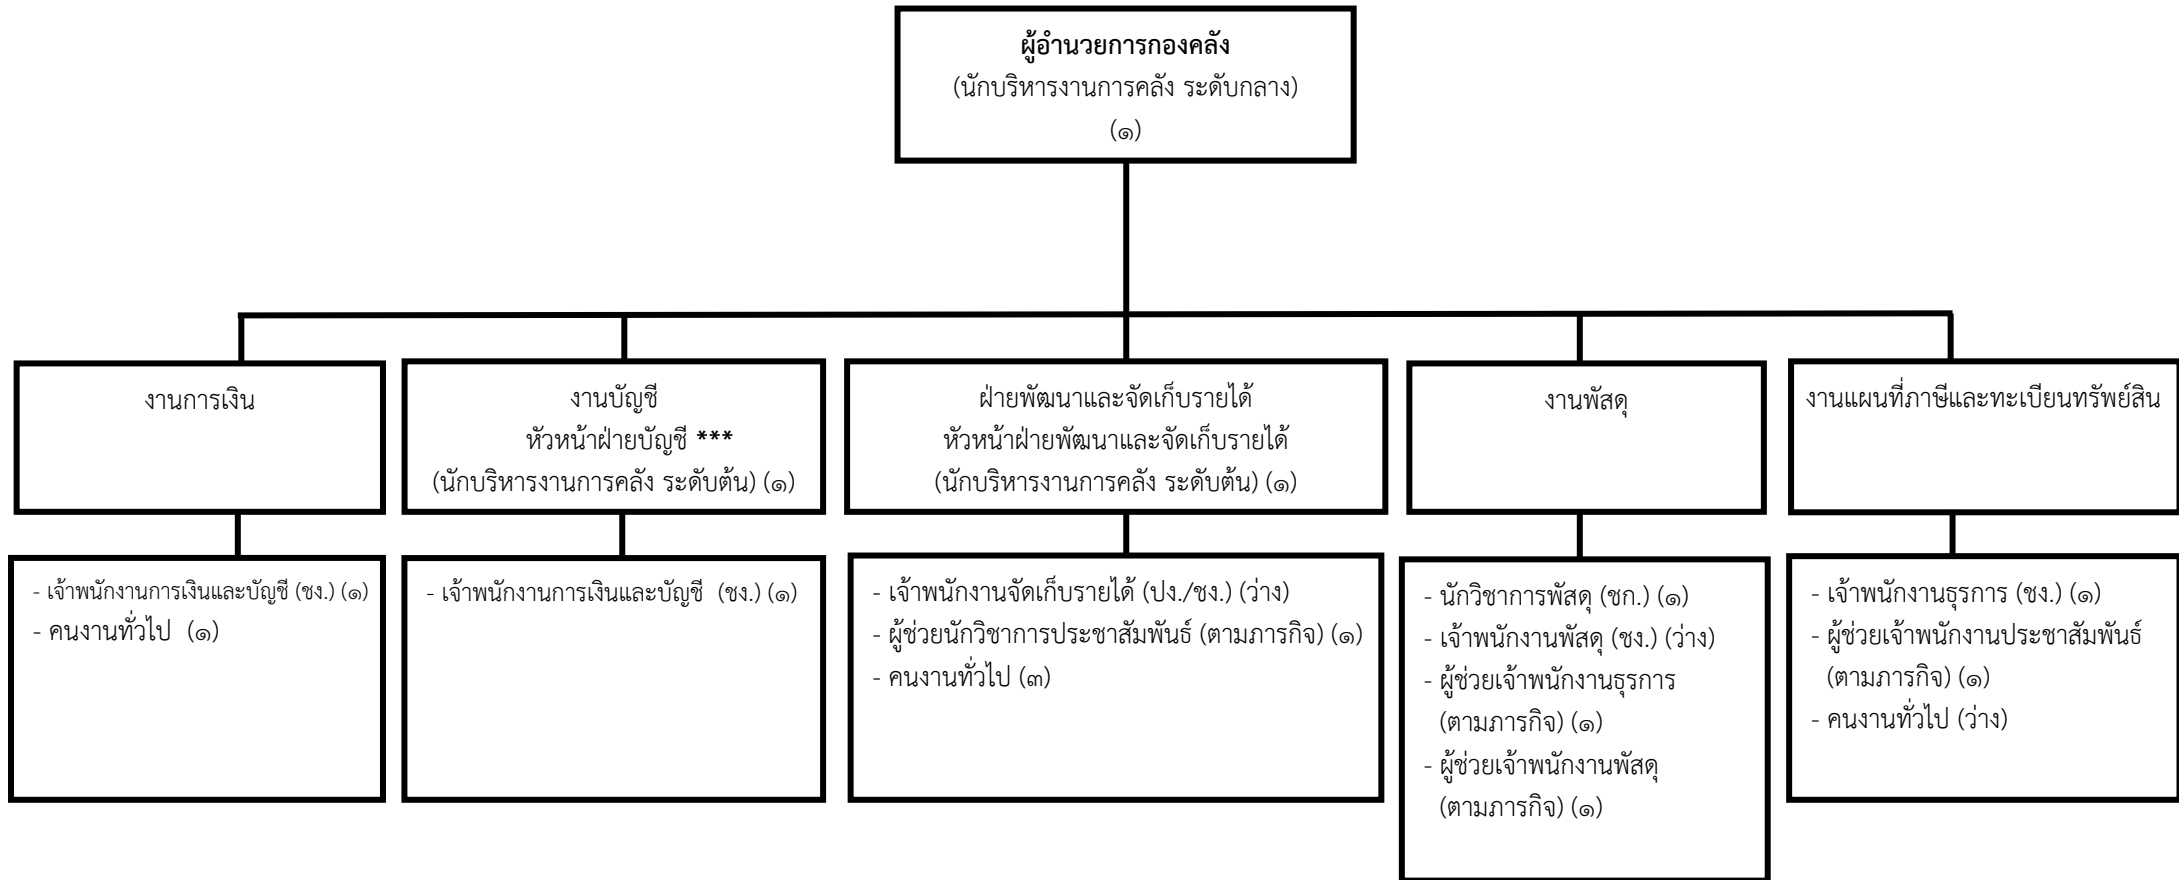 ผู้อำนวยการกองคลัง
(นักบริหารงานการคลัง ระดับกลาง)
(๑)
งานการเงิน
งานบัญชี
หัวหน้าฝ่ายบัญชี ***
(นักบริหารงานการคลัง ระดับต้น) (๑)
ฝ่ายพัฒนาและจัดเก็บรายได้
หัวหน้าฝ่ายพัฒนาและจัดเก็บรายได้
(นักบริหารงานการคลัง ระดับต้น) (๑)
งานพัสดุ
งานแผนที่ภาษีและทะเบียนทรัพย์สิน
- เจ้าพนักงานการเงินและบัญชี (ชง.) (๑)
- คนงานทั่วไป (๑)
- เจ้าพนักงานการเงินและบัญชี (ชง.) (๑)
- เจ้าพนักงานจัดเก็บรายได้ (ปง./ชง.) (ว่าง)
- ผู้ช่วยนักวิชาการประชาสัมพันธ์ (ตามภารกิจ) (๑)
- คนงานทั่วไป (๓)
- นักวิชาการพัสดุ (ชก.) (๑)
- เจ้าพนักงานพัสดุ (ชง.) (ว่าง)
- ผู้ช่วยเจ้าพนักงานธุรการ
(ตามภารกิจ) (๑)
- ผู้ช่วยเจ้าพนักงานพัสดุ
(ตามภารกิจ) (๑)
- เจ้าพนักงานธุรการ (ชง.) (๑)
- ผู้ช่วยเจ้าพนักงานประชาสัมพันธ์
(ตามภารกิจ) (๑)
- คนงานทั่วไป (ว่าง)